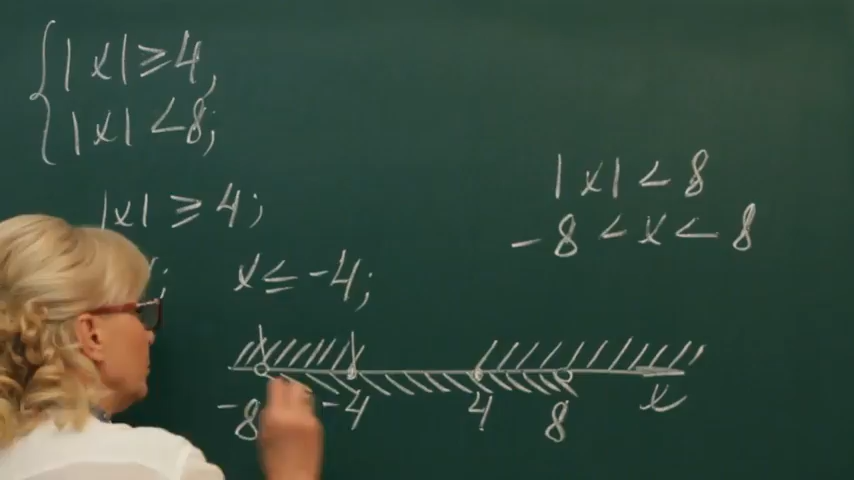 |x| ≥ 4,
|x| < 8;
|x| ≥ 4;
; x ≤ -4;
|x| < 8
-8 < x < 8
-8 -4 4 8 x